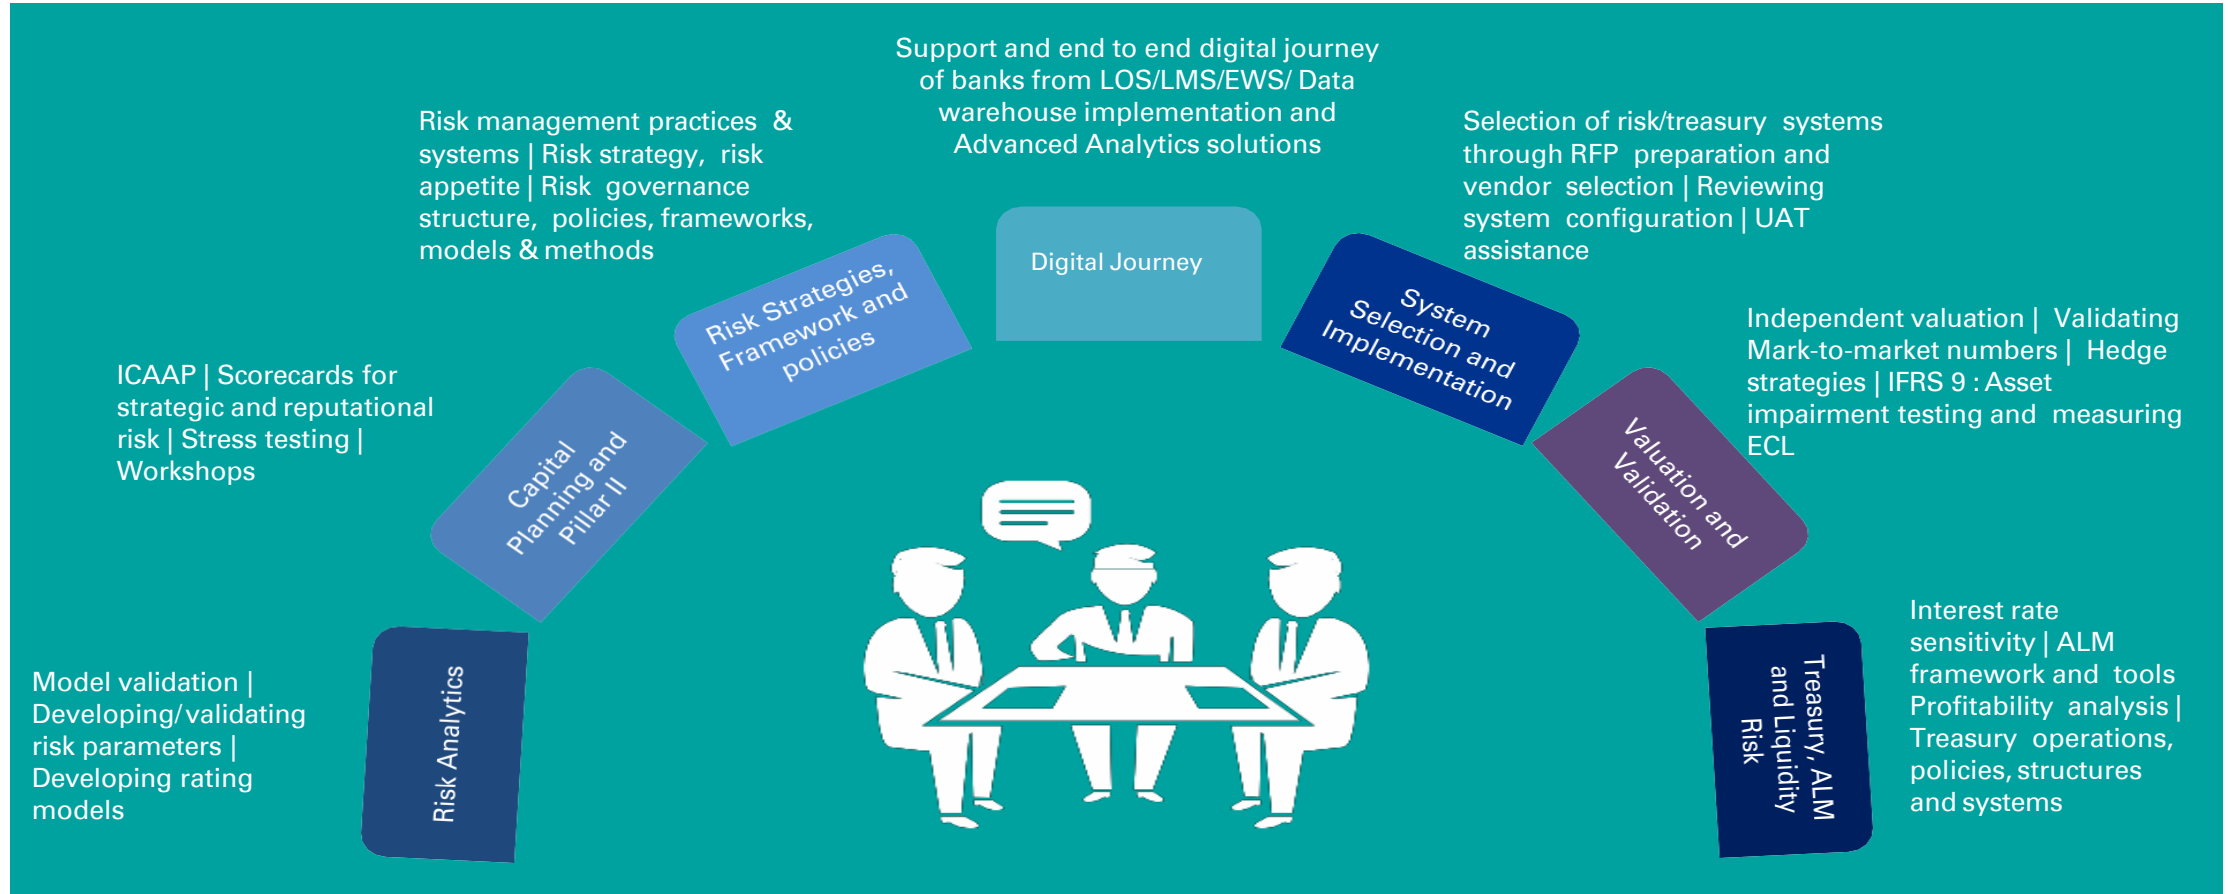 Support and end to end digital journey
of banks from LOS/LMS/EWS/ Data
warehouse implementation and
Advanced Analytics solutions
Digital Journey
Risk management practices &
systems | Risk strategy, risk
appetite | Risk governance
structure, policies, frameworks,
models & methods
Risk Strategies,
Framework and
policies
Selection of risk/treasury systems
through RFP preparation and
vendor selection | Reviewing
system configuration | UAT
assistance
System
Selection and
Implementation
ICAAP | Scorecards for
strategic and reputational
risk | Stress testing |
Workshops
Capital
Planning and
Pillar II
Independent valuation | Validating
Mark-to-market numbers | Hedge
strategies | IFRS 9 : Asset
impairment testing and measuring
ECL
Valuation and
Validation
Model validation |
Developing/validating
risk parameters |
Developing rating
models
Risk Analytics
Interest rate
sensitivity | ALM
framework and tools
Profitability analysis |
Treasury operations,
policies, structures
and systems
Treasury, ALM
and Liquidity
Risk